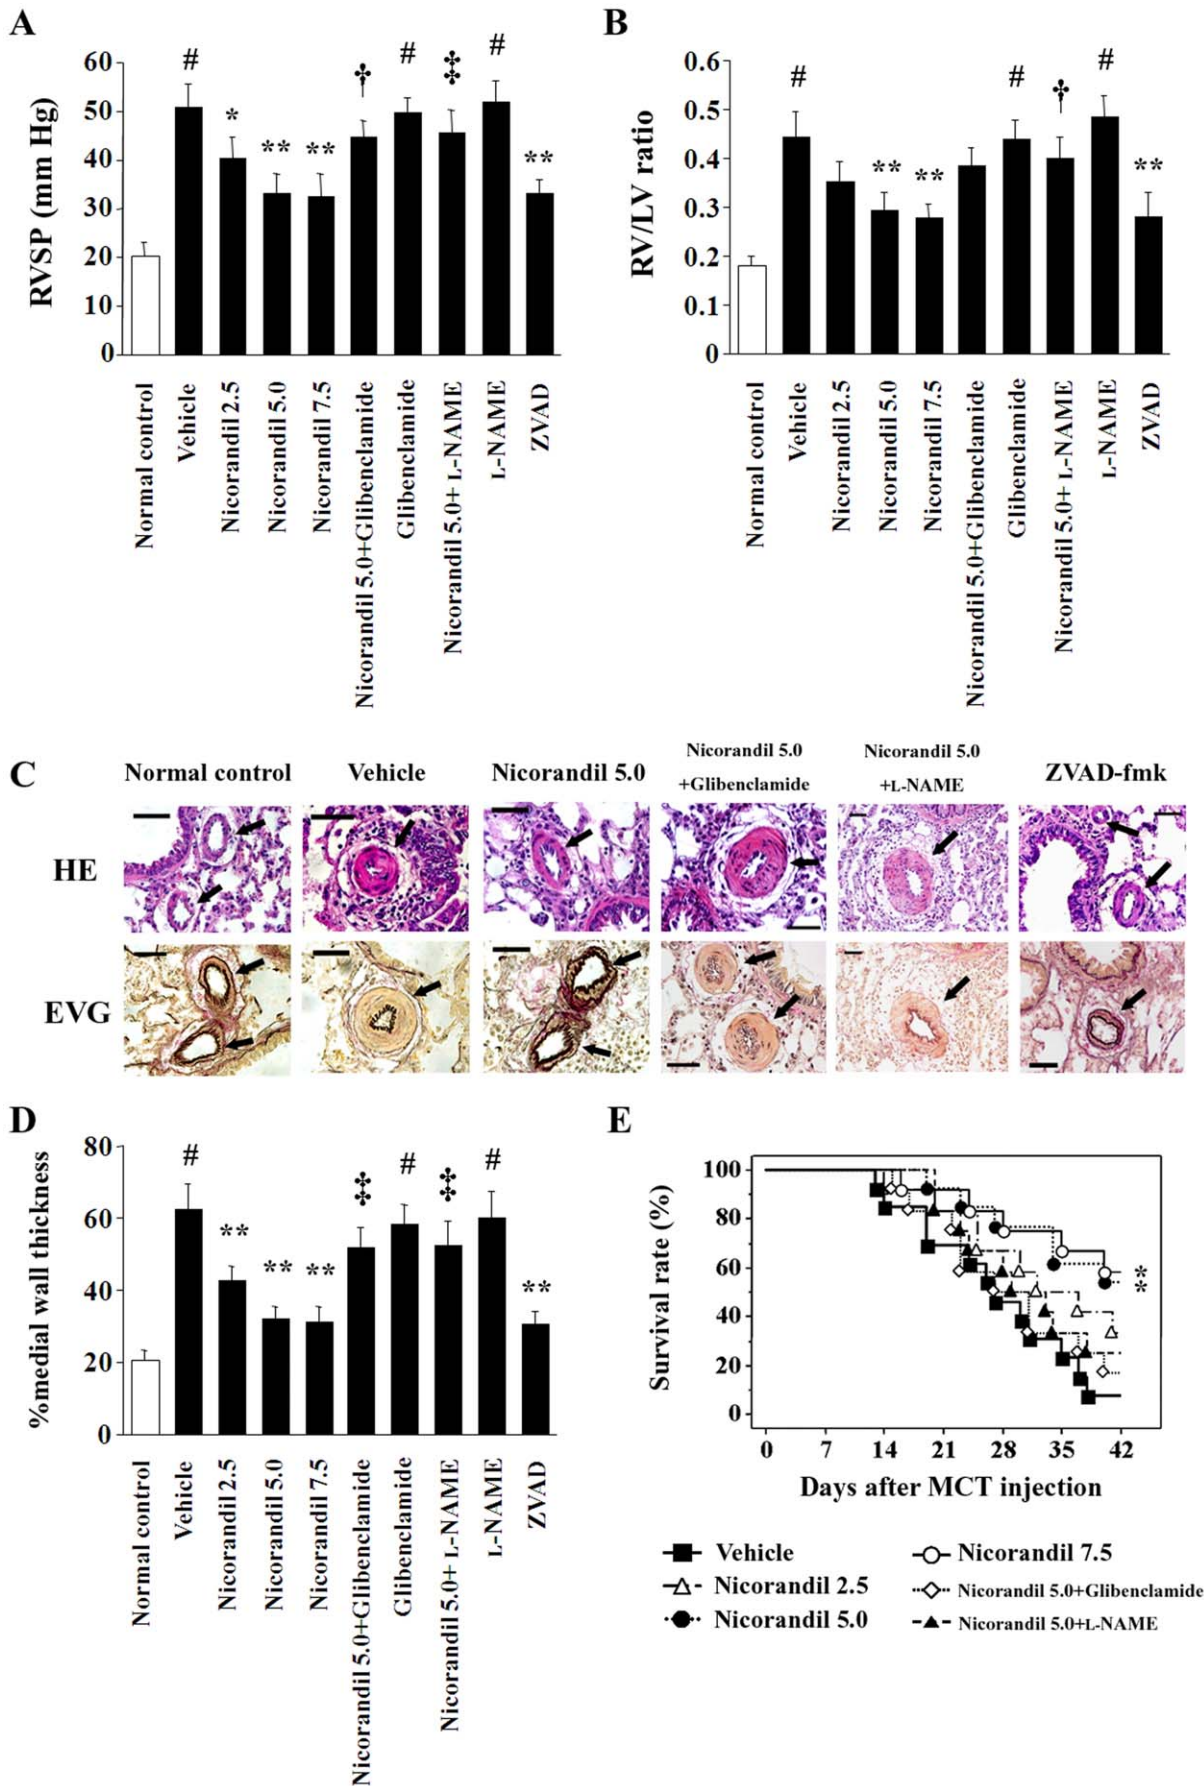 A
RVSP (mm Hg)
60
50
40
30
20
10
0
#
*
**
**
†
#
‡
#
**
Normal control
Vehicle
Nicorandil 2.5
Nicorandil 5.0
Nicorandil 7.5
Nicorandil 5.0+Glibenclamide
Glibenclamide
Nicorandil 5.0+ L-NAME
L-NAME
ZVAD
B
RV/LV ratio
0.6
0.5
0.4
0.3
0.2
0.1
0
#
**
**
#
†
#
**
Normal control
Vehicle
Nicorandil 2.5
Nicorandil 5.0
Nicorandil 7.5
Nicorandil 5.0+Glibenclamide
Glibenclamide
Nicorandil 5.0+ L-NAME
L-NAME
ZVAD
C
Normal control
Vehicle
Nicorandil 5.0
Nicorandil 5.0
+Glibenclamide
Nicorandil 5.0
+L-NAME
ZVAD-fmk
HE
EVG
D
%medial wall thickness
80
60
40
20
0
#
**
**
**
‡
#
‡
#
**
Normal control
Vehicle
Nicorandil 2.5
Nicorandil 5.0
Nicorandil 7.5
Nicorandil 5.0+Glibenclamide
Glibenclamide
Nicorandil 5.0+ L-NAME
L-NAME
ZVAD
E
Survival rate (%)
100
80
60
40
20
0
*
*
0 7 14 21 28 35 42
Days after MCT injection
Vehicle
Nicorandil 2.5
Nicorandil 5.0
Nicorandil 7.5
Nicorandil 5.0+Glibenclamide
Nicorandil 5.0+L-NAME